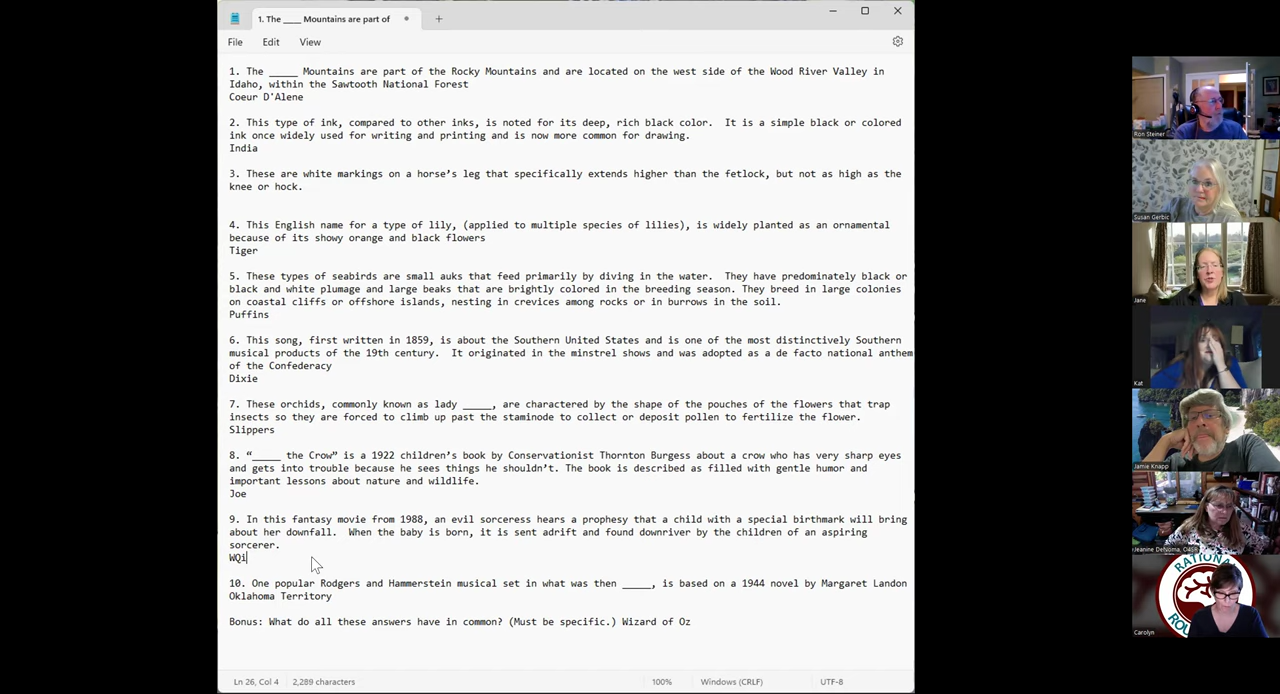 1. The ____ Mountains are part of
File Edit View
1. The _____ Mountains are part of the Rocky Mountains and are located on the west side of the Wood River Valley in
Idaho, within the Sawtooth National Forest
Coeur D'Alene
2. This type of ink, compared to other inks, is noted for its deep, rich black color.  It is a simple black or colored
ink once widely used for writing and printing and is now more common for drawing.
India
3. These are white markings on a horse’s leg that specifically extends higher than the fetlock, but not as high as the
knee or hock.
4. This English name for a type of lily, (applied to multiple species of lilies), is widely planted as an ornamental
because of its showy orange and black flowers
Tiger
5. These types of seabirds are small auks that feed primarily by diving in the water.  They have predominately black or
black and white plumage and large beaks that are brightly colored in the breeding season. They breed in large colonies
on coastal cliffs or offshore islands, nesting in crevices among rocks or in burrows in the soil.
Puffins
6. This song, first written in 1859, is about the Southern United States and is one of the most distinctively Southern
musical products of the 19th century.  It originated in the minstrel shows and was adopted as a de facto national anthem
of the Confederacy
Dixie
7. These orchids, commonly known as lady _____, are charactered by the shape of the pouches of the flowers that trap
insects so they are forced to climb up past the staminode to collect or deposit pollen to fertilize the flower.
Slippers
8. “_____ the Crow” is a 1922 children’s book by Conservationist Thornton Burgess about a crow who has very sharp eyes
and gets into trouble because he sees things he shouldn’t. The book is described as filled with gentle humor and
important lessons about nature and wildlife.
Joe
9. In this fantasy movie from 1988, an evil sorceress hears a prophesy that a child with a special birthmark will bring
about her downfall.  When the baby is born, it is sent adrift and found downriver by the children of an aspiring
sorcerer.
WQi
10. One popular Rodgers and Hammerstein musical set in what was then _____, is based on a 1944 novel by Margaret Landon
Oklahoma Territory
Bonus: What do all these answers have in common? (Must be specific.) Wizard of Oz
Ln 26, Col 4 2,289 characters 100% Windows (CRLF) UTF-8
Ron Steiner
Susan Gerbic
Jane
Kat
Jamie Knapp
Jeanine DeNoma,
RATIONAL
Carolyn